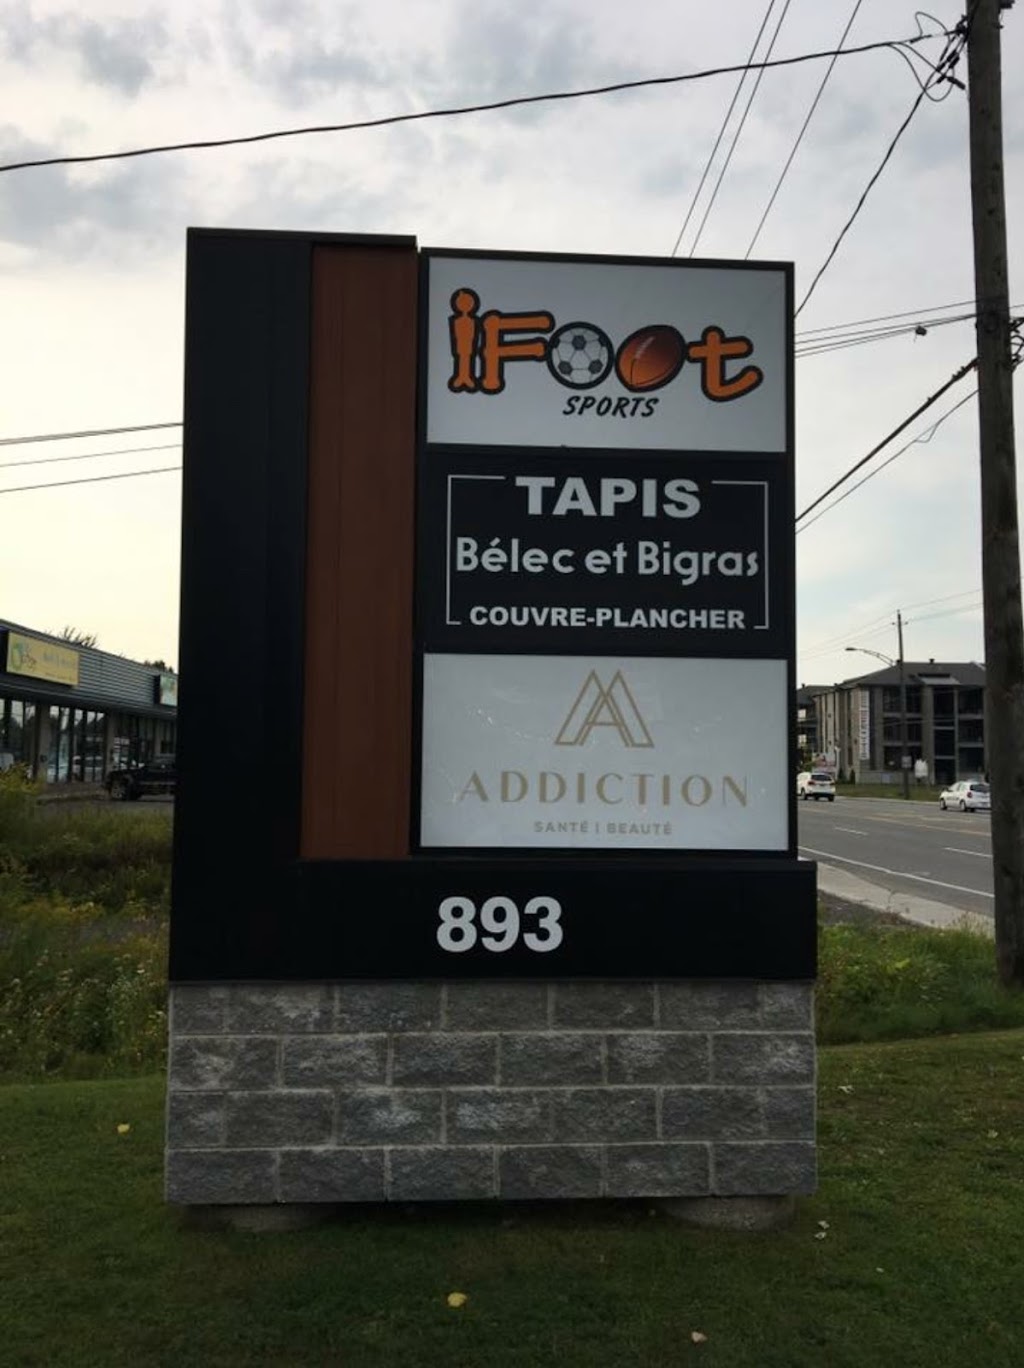 iFoot
SPORTS
TAPIS
Bélec et Bigras
COUVRE-PLANCHER
ADDICTION
SANTÉ | BEAUTÉ
893